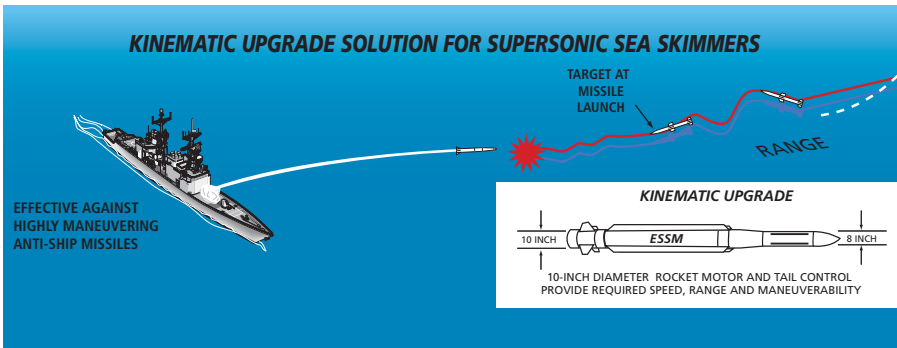 KINEMATIC UPGRADE SOLUTION FOR SUPERSONIC SEA SKIMMERS
TARGET AT
MISSILE
LAUNCH
RANGE
EFFECTIVE AGAINST
HIGHLY MANEUVERING
ANTI-SHIP MISSILES
KINEMATIC UPGRADE
10 INCH
ESSM
8 INCH
10-INCH DIAMETER ROCKET MOTOR AND TAIL CONTROL
PROVIDE REQUIRED SPEED, RANGE AND MANEUVERABILITY